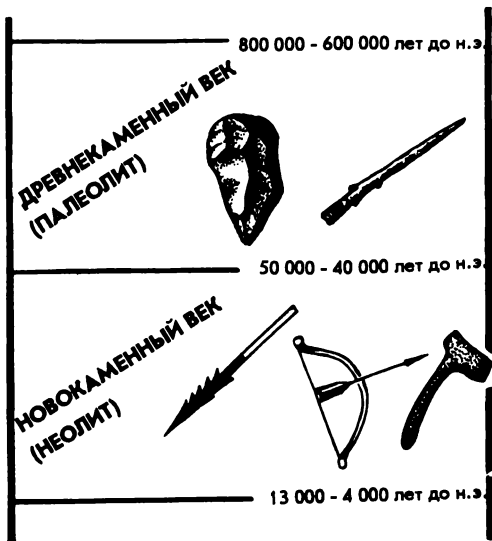 800 000 - 600 000 лет до н.э.
ДРЕВНЕКАМЕННЫЙ ВЕК
(ПАЛЕОЛИТ)
50 000 - 40 000 лет до н.э.
НОВОКАМЕННЫЙ ВЕК
(НЕОЛИТ)
13 000 - 4 000 лет до н.э.